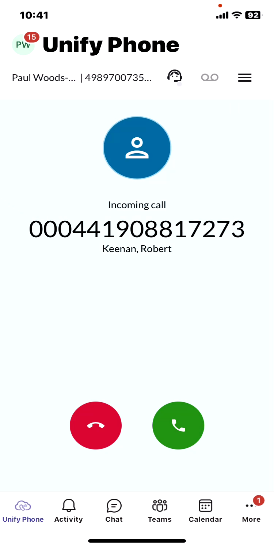 10:41
92
PW
15
Unify Phone
Paul Woods-... | 4989700735...
Incoming call
000441908817273
Keenan, Robert
Unify Phone
Activity
Chat
Teams
Calendar
More
1